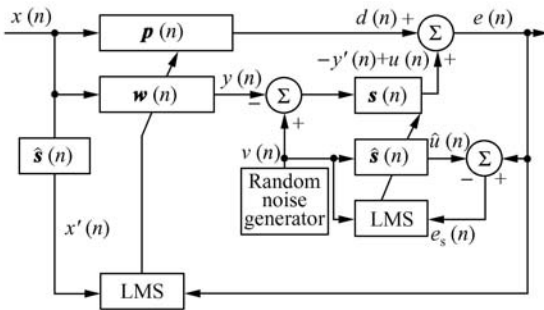 x (n)
p (n)
d (n) +
Σ
e (n)
−y′(n)+u (n)
+
w (n)
y (n)
−
Σ
s (n)
+
ŝ (n)
v (n)
ŝ (n)
û (n)
Σ
−
+
Random
noise
generator
LMS
e_s (n)
x′ (n)
LMS